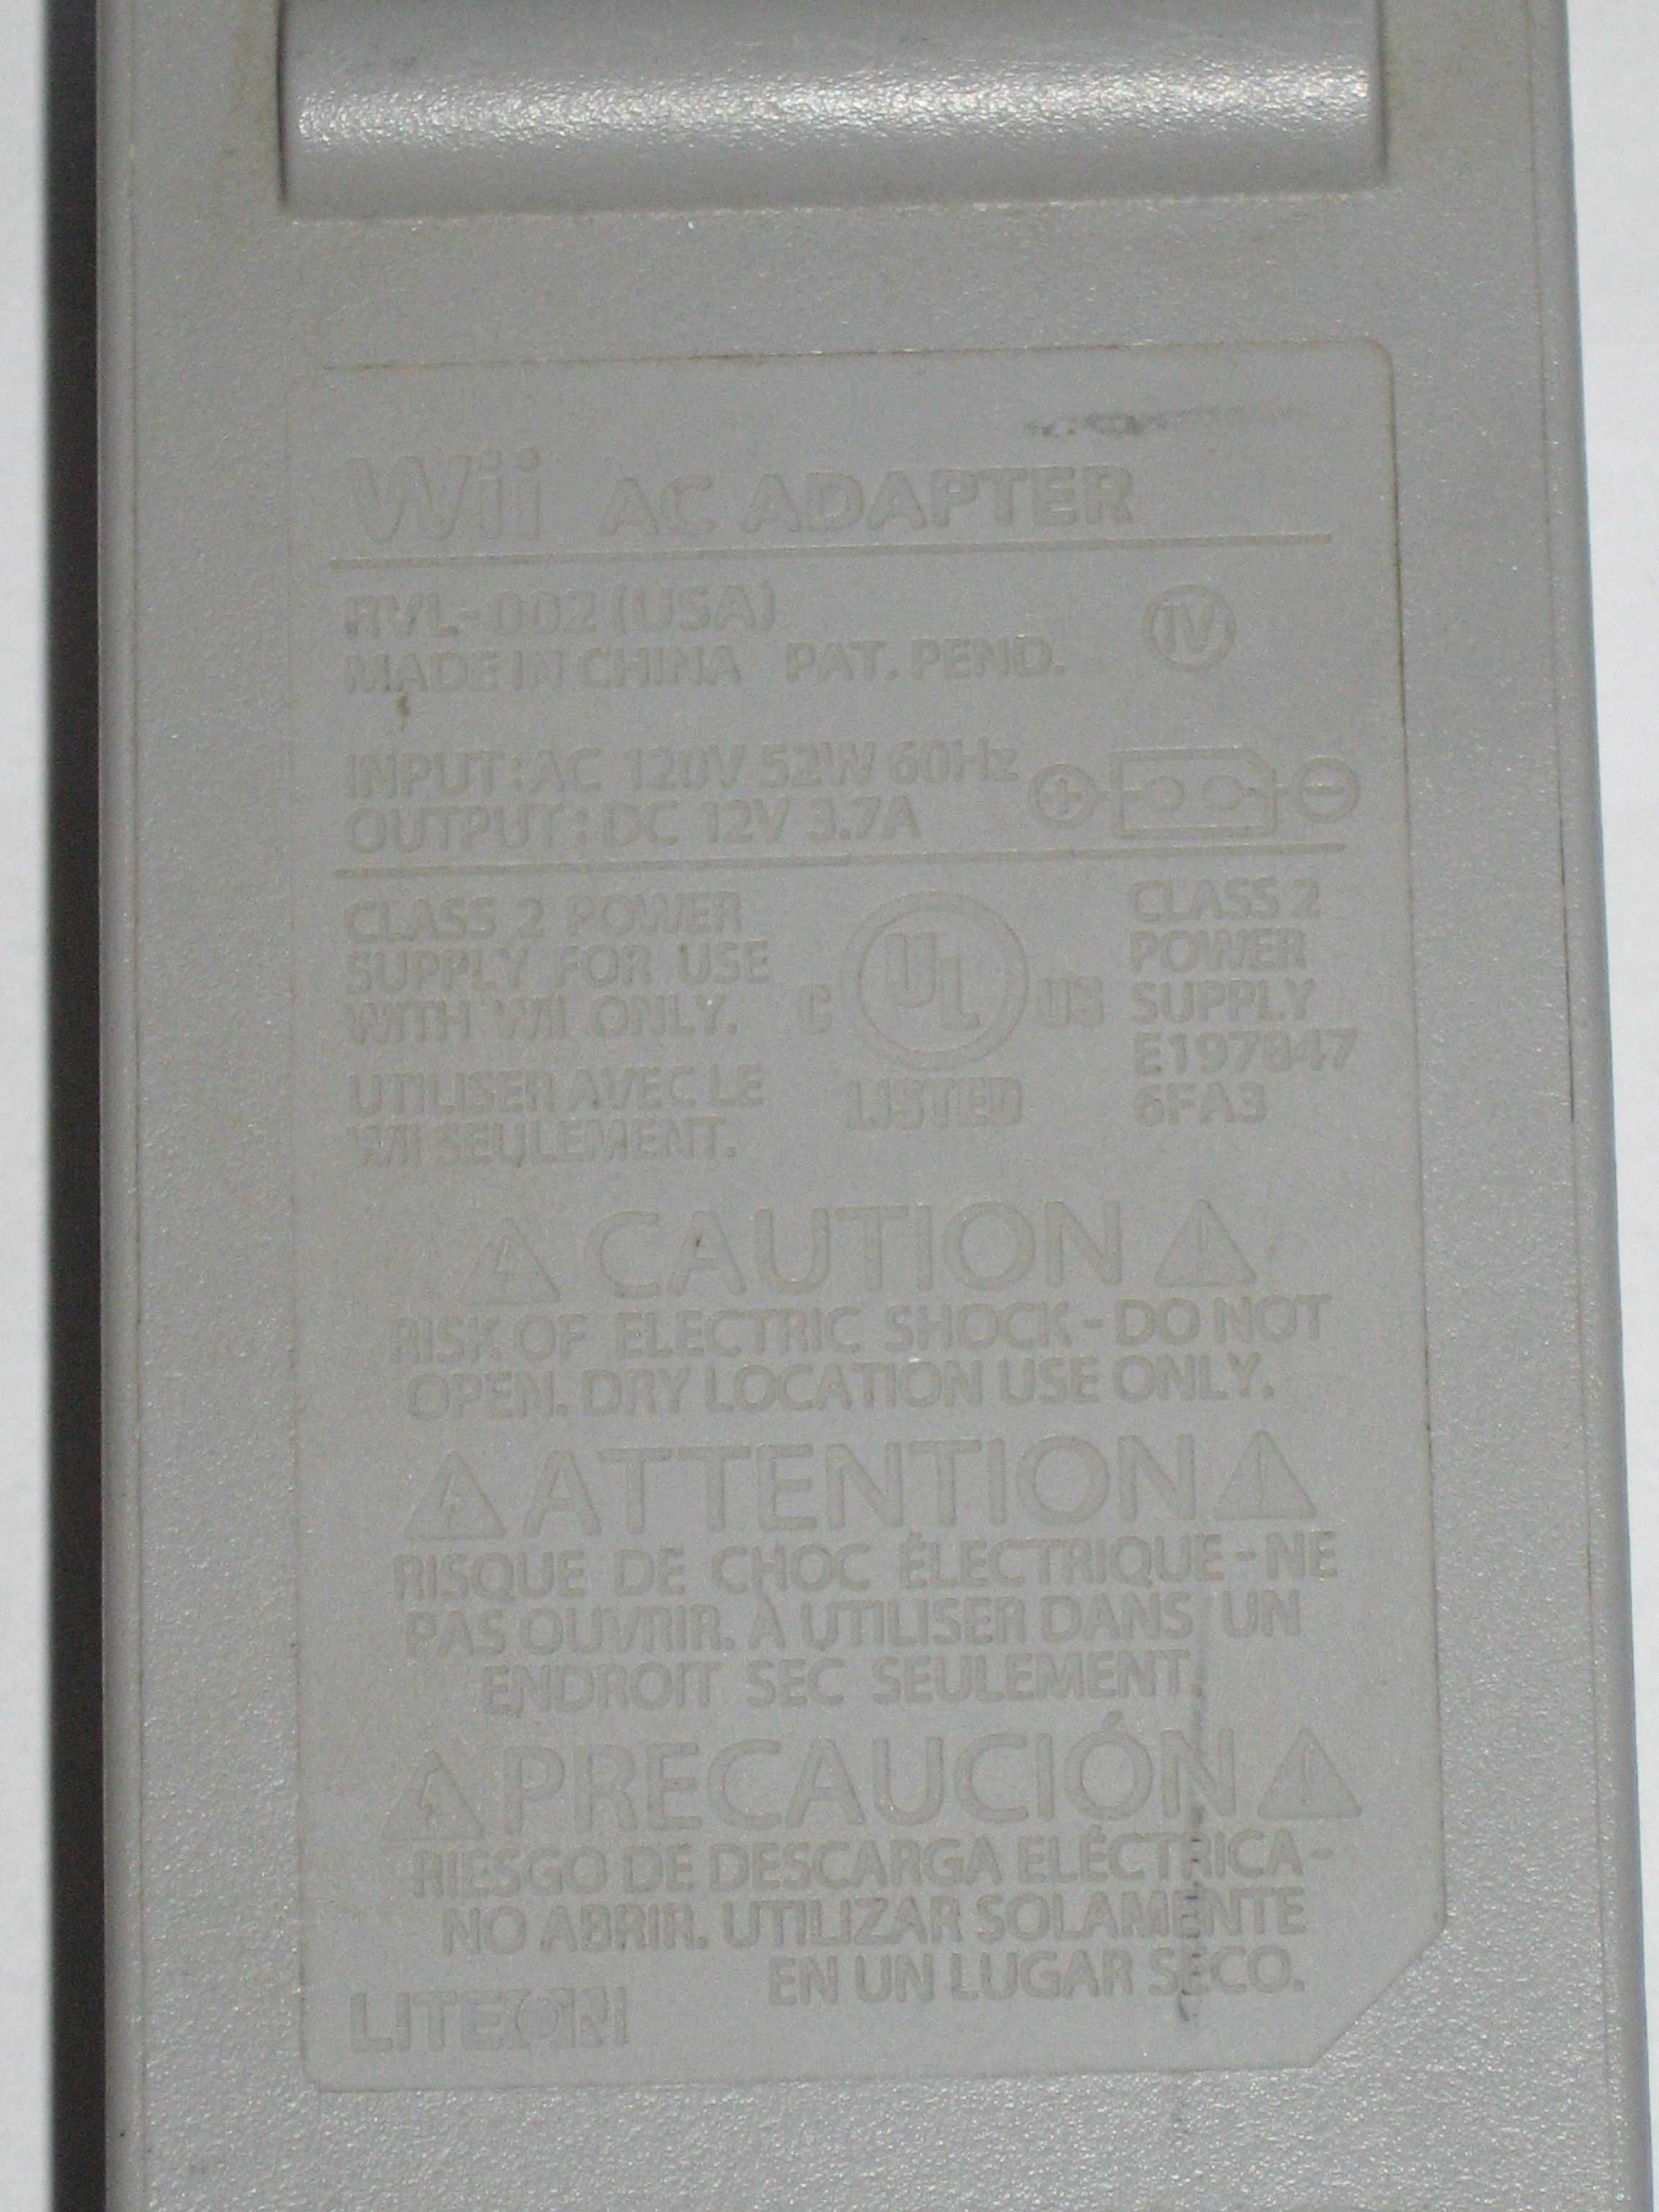 Wii AC ADAPTER
RVL-002 (USA)
MADE IN CHINA PAT. PEND.
IV
INPUT: AC 120V 52W 60Hz
OUTPUT: DC 12V 3.7A
CLASS 2 POWER
SUPPLY FOR USE
WITH WII ONLY.
UTILISER AVEC LE
WII SEULEMENT.
C UL US
LISTED
CLASS 2
POWER
SUPPLY
E197847
6FA3
CAUTION
RISK OF ELECTRIC SHOCK - DO NOT
OPEN. DRY LOCATION USE ONLY.
ATTENTION
RISQUE DE CHOC ÉLECTRIQUE - NE
PAS OUVRIR. À UTILISER DANS UN
ENDROIT SEC SEULEMENT.
PRECAUCIÓN
RIESGO DE DESCARGA ELÉCTRICA -
NO ABRIR. UTILIZAR SOLAMENTE
EN UN LUGAR SECO.
LITEON